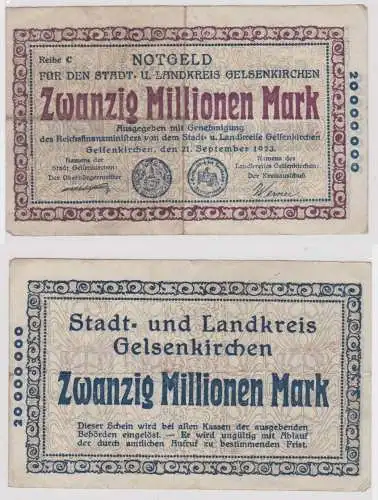 Reihe C
NOTGELD
FÜR DEN STADT- U. LANDKREIS GELSENKIRCHEN
Zwanzig Millionen Mark
Ausgegeben mit Genehmigung
des Reichsfinanzministers von dem Stadt- u. Landkreise Gelsenkirchen
Gelsenkirchen, den 21. September 1923.
Namens der
Stadt Gelsenkirchen:
Der Oberbürgermeister
Namens des
Landkreises Gelsenkirchen:
Der Kreisausschuß
20000000
Stadt- und Landkreis
Gelsenkirchen
Zwanzig Millionen Mark
Dieser Schein wird bei allen Kassen der ausgebenden
Behörden eingelöst. — Er wird ungültig mit Ablauf
der durch amtlichen Aufruf zu bestimmenden Frist.
20000000